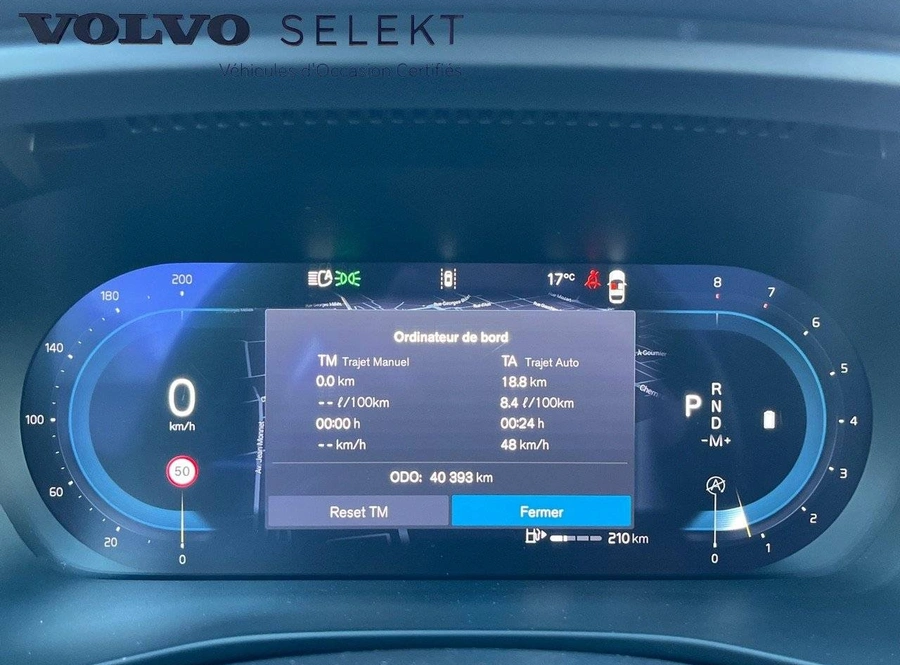 VOLVO SELEKT
Véhicules d'Occasion Certifiés
200
180
140
100
60
20
0
0
km/h
50
17°C
Ordinateur de bord
TM Trajet Manuel
0.0 km
-- ℓ/100km
00:00 h
-- km/h
TA Trajet Auto
18.8 km
8.4 ℓ/100km
00:24 h
48 km/h
ODO: 40 393 km
Reset TM
Fermer
210 km
P
R
N
D
-M+
A
8
7
6
5
4
3
2
1
0